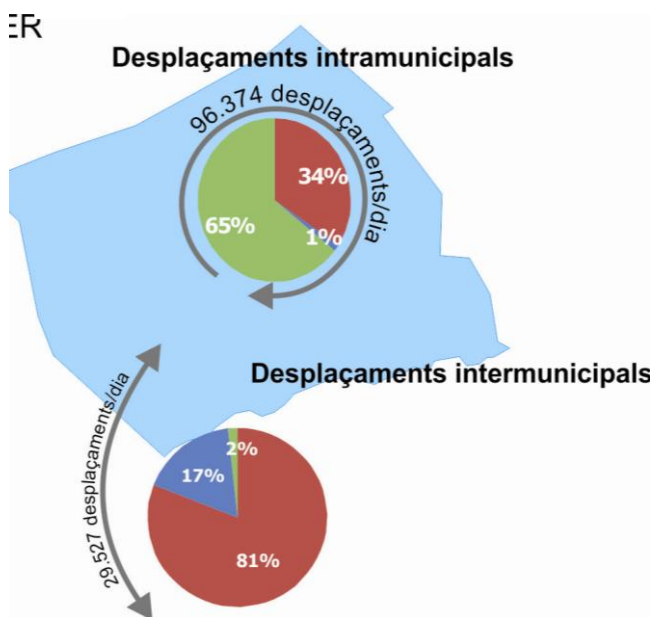 ER
Desplaçaments intramunicipals
96.374 desplaçaments/dia
34%
65%
1%
Desplaçaments intermunicipals
29.527 desplaçaments/dia
2%
17%
81%